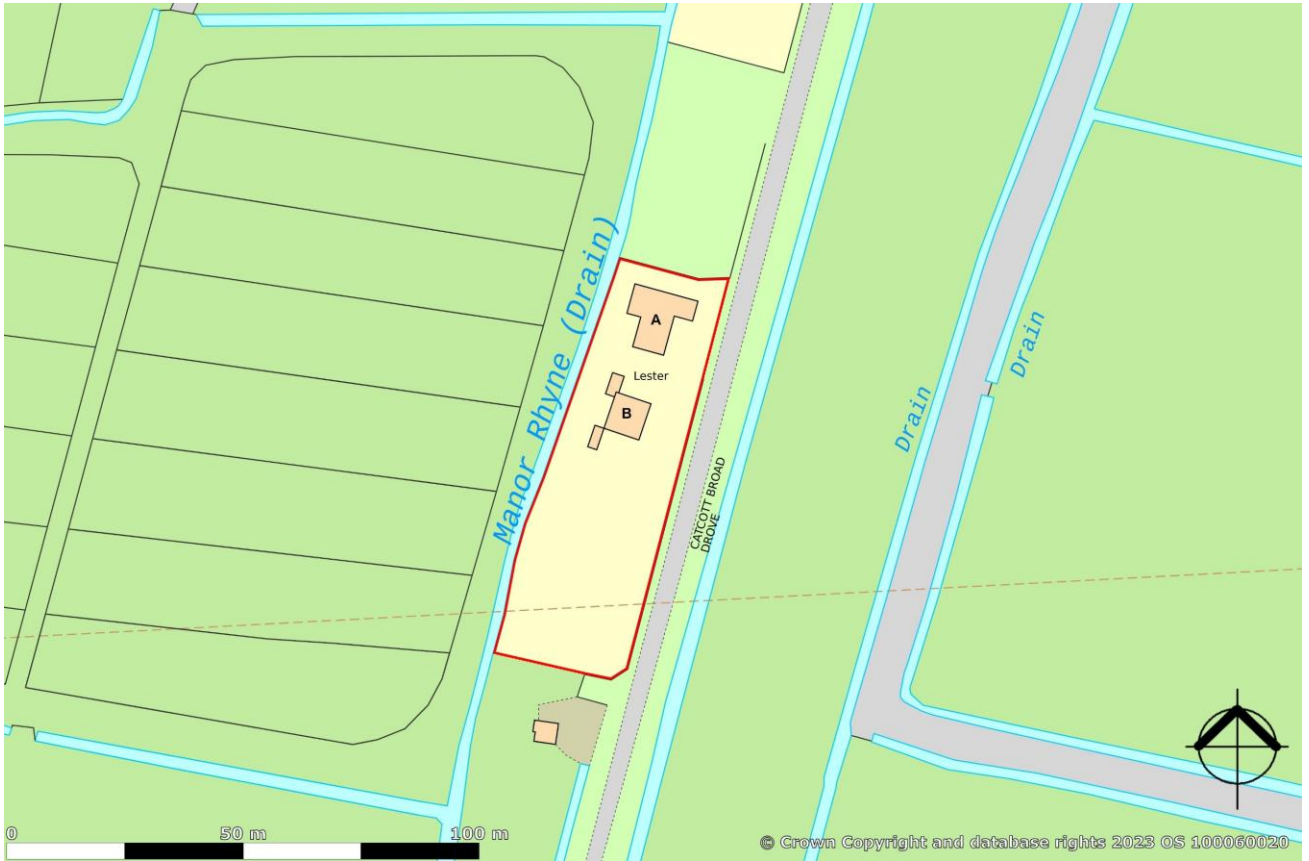 A
Lester
B
Manor Rhyne (Drain)
CATCOTT BROAD
DROVE
Drain
Drain
0 50 m 100 m
© Crown Copyright and database rights 2023 OS 100060020